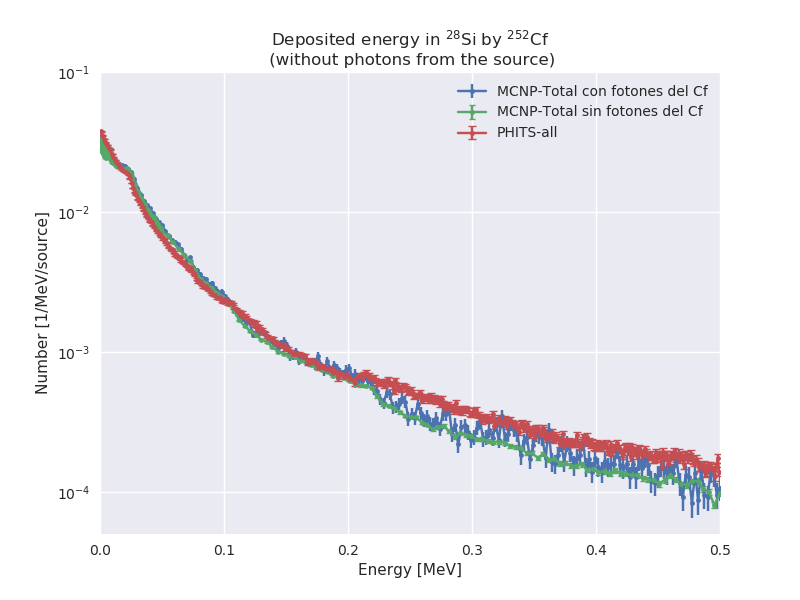 Deposited energy in ²⁸Si by ²⁵²Cf
(without photons from the source)
MCNP-Total con fotones del Cf
MCNP-Total sin fotones del Cf
PHITS-all
Number [1/MeV/source]
10⁻¹
10⁻²
10⁻³
10⁻⁴
0.0 0.1 0.2 0.3 0.4 0.5
Energy [MeV]